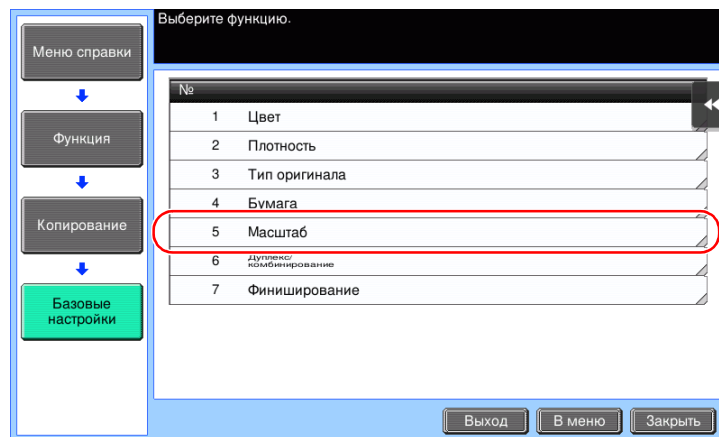 Выберите функцию.
Меню справки
Функция
Копирование
Базовые
настройки
№
1 Цвет
2 Плотность
3 Тип оригинала
4 Бумага
5 Масштаб
6 Дуплекс/
комбинирование
7 Финиширование
Выход
В меню
Закрыть